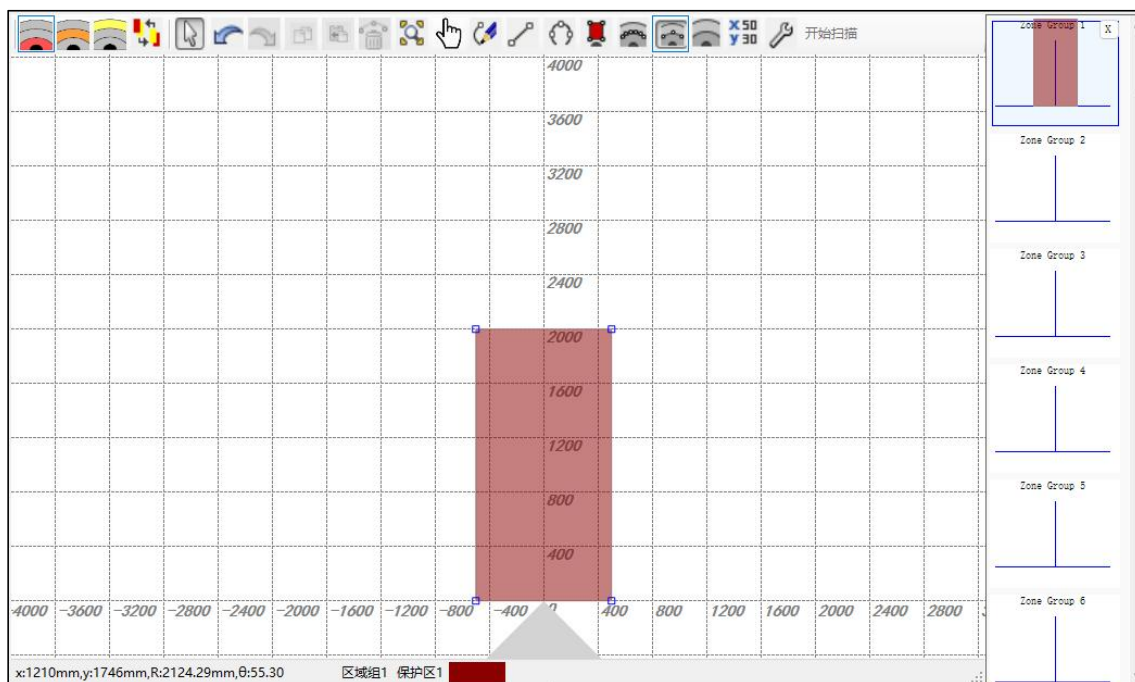 X 50
Y 30
开始扫描
4000
3600
3200
2800
2400
2000
1600
1200
800
400
4000 -3600 -3200 -2800 -2400 -2000 -1600 -1200 -800 -400 0 400 800 1200 1600 2000 2400 2800
x:1210mm,y:1746mm,R:2124.29mm,θ:55.30 区域组1 保护区1
Zone Group 1
X
Zone Group 2
Zone Group 3
Zone Group 4
Zone Group 5
Zone Group 6